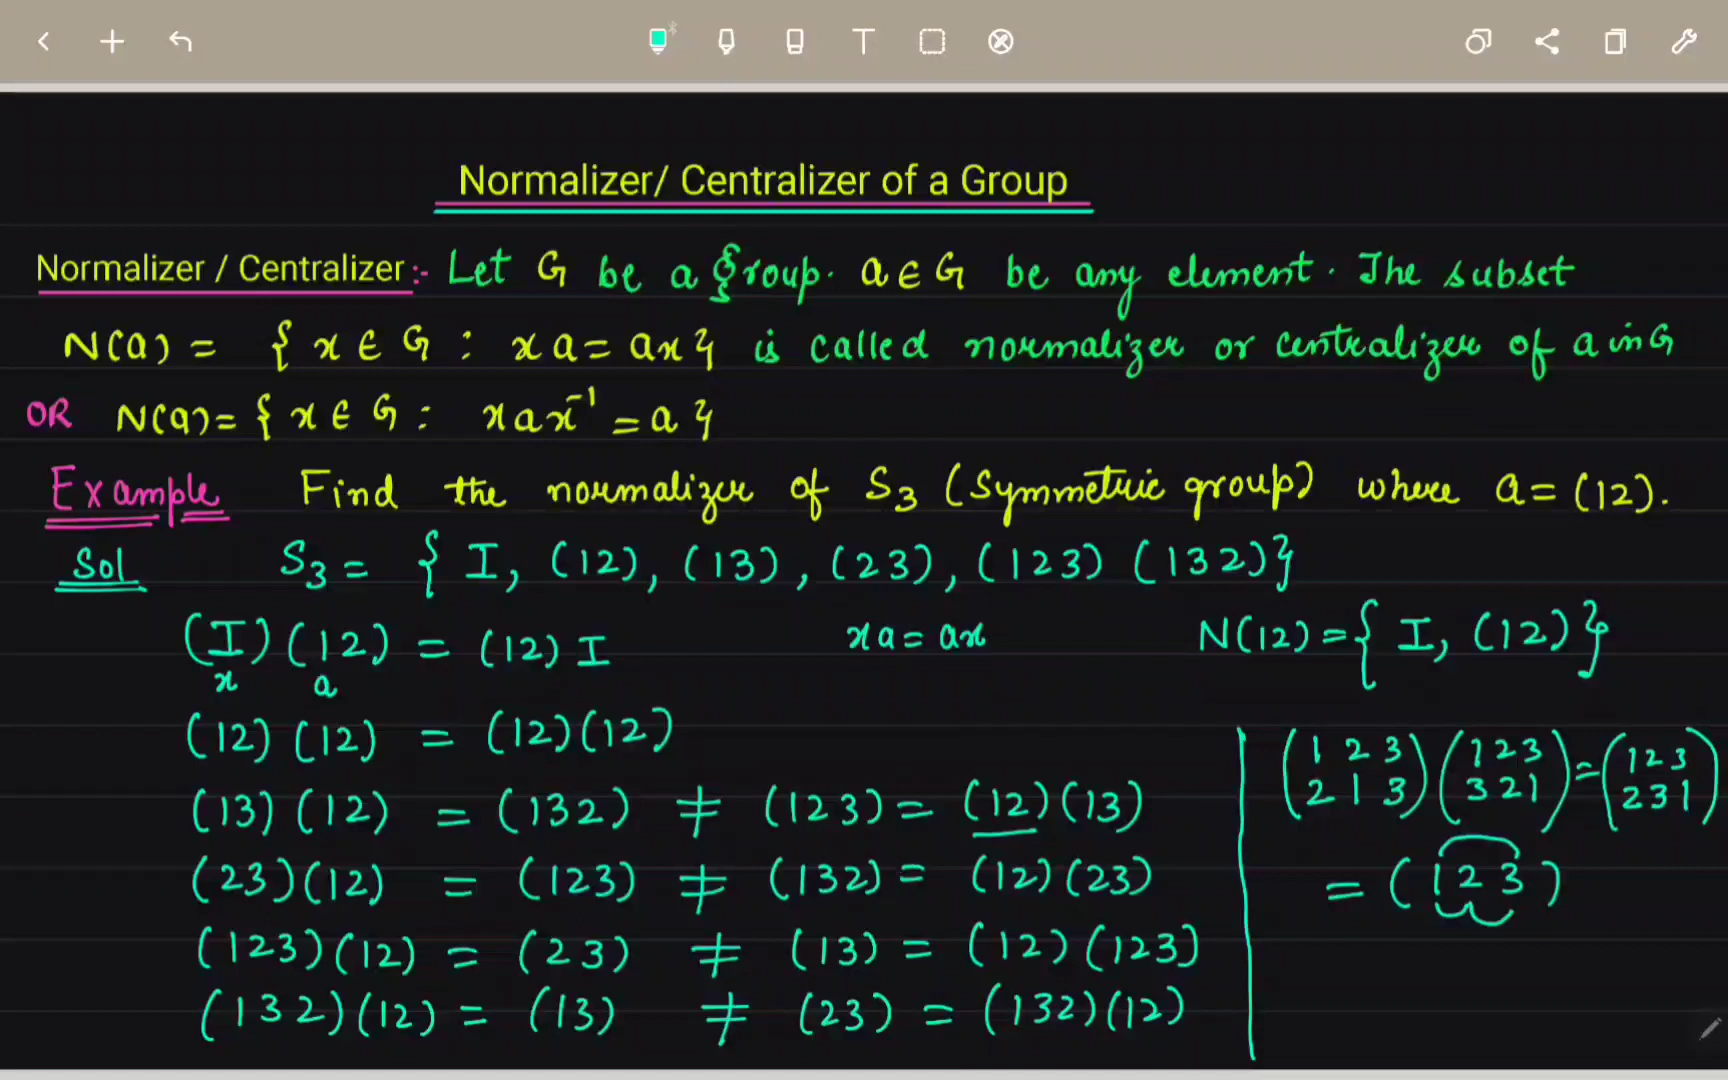 Normalizer/ Centralizer of a Group
Normalizer / Centralizer :- Let G be a group. a ∈ G be any element. The subset
N(a) = { x ∈ G : xa = ax } is called normalizer or centralizer of a in G
OR N(a) = { x ∈ G : x a x⁻¹ = a }
Example Find the normalizer of S₃ (Symmetric group) where a = (12).
Sol S₃ = { I, (12), (13), (23), (123) (132)}
(I)(12) = (12) I xa = ax N(12) = { I, (12)}
x a
(12)(12) = (12)(12)
(13)(12) = (132) ≠ (123) = (12)(13)
(23)(12) = (123) ≠ (132) = (12)(23)
(123)(12) = (23) ≠ (13) = (12)(123)
(132)(12) = (13) ≠ (23) = (132)(12)
(1 2 3) (1 2 3) = (1 2 3)
(2 1 3) (3 2 1) (2 3 1)
= (1 2 3)